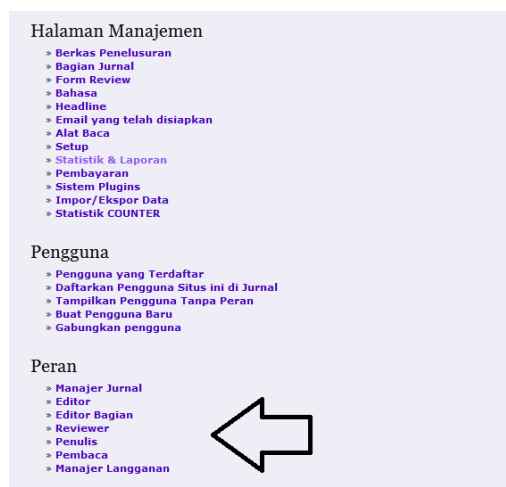 Halaman Manajemen
» Berkas Penelusuran
» Bagian Jurnal
» Form Review
» Bahasa
» Headline
» Email yang telah disiapkan
» Alat Baca
» Setup
» Statistik & Laporan
» Pembayaran
» Sistem Plugins
» Impor/Ekspor Data
» Statistik COUNTER
Pengguna
» Pengguna yang Terdaftar
» Daftarkan Pengguna Situs ini di Jurnal
» Tampilkan Pengguna Tanpa Peran
» Buat Pengguna Baru
» Gabungkan pengguna
Peran
» Manajer Jurnal
» Editor
» Editor Bagian
» Reviewer
» Penulis
» Pembaca
» Manajer Langganan